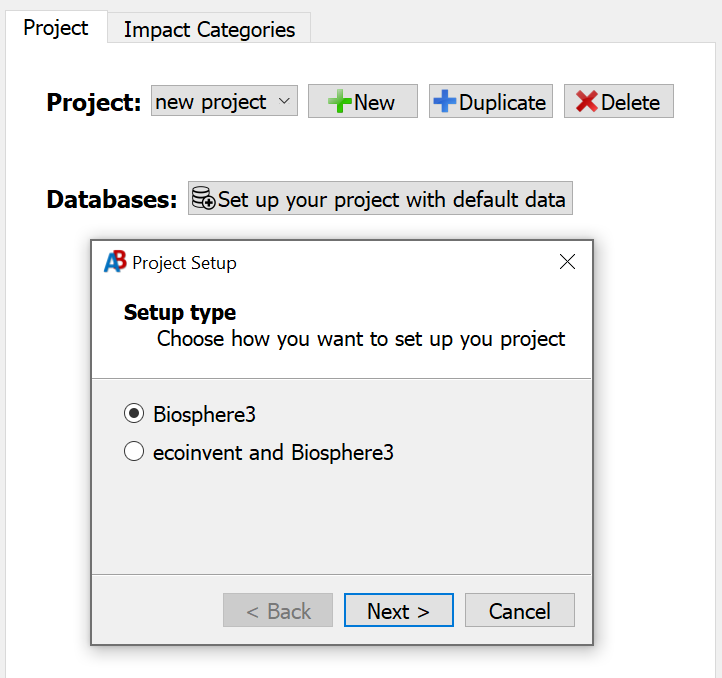 Project Impact Categories
Project: new project New Duplicate Delete
Databases: Set up your project with default data
AB Project Setup
Setup type
Choose how you want to set up you project
Biosphere3
ecoinvent and Biosphere3
< Back Next > Cancel